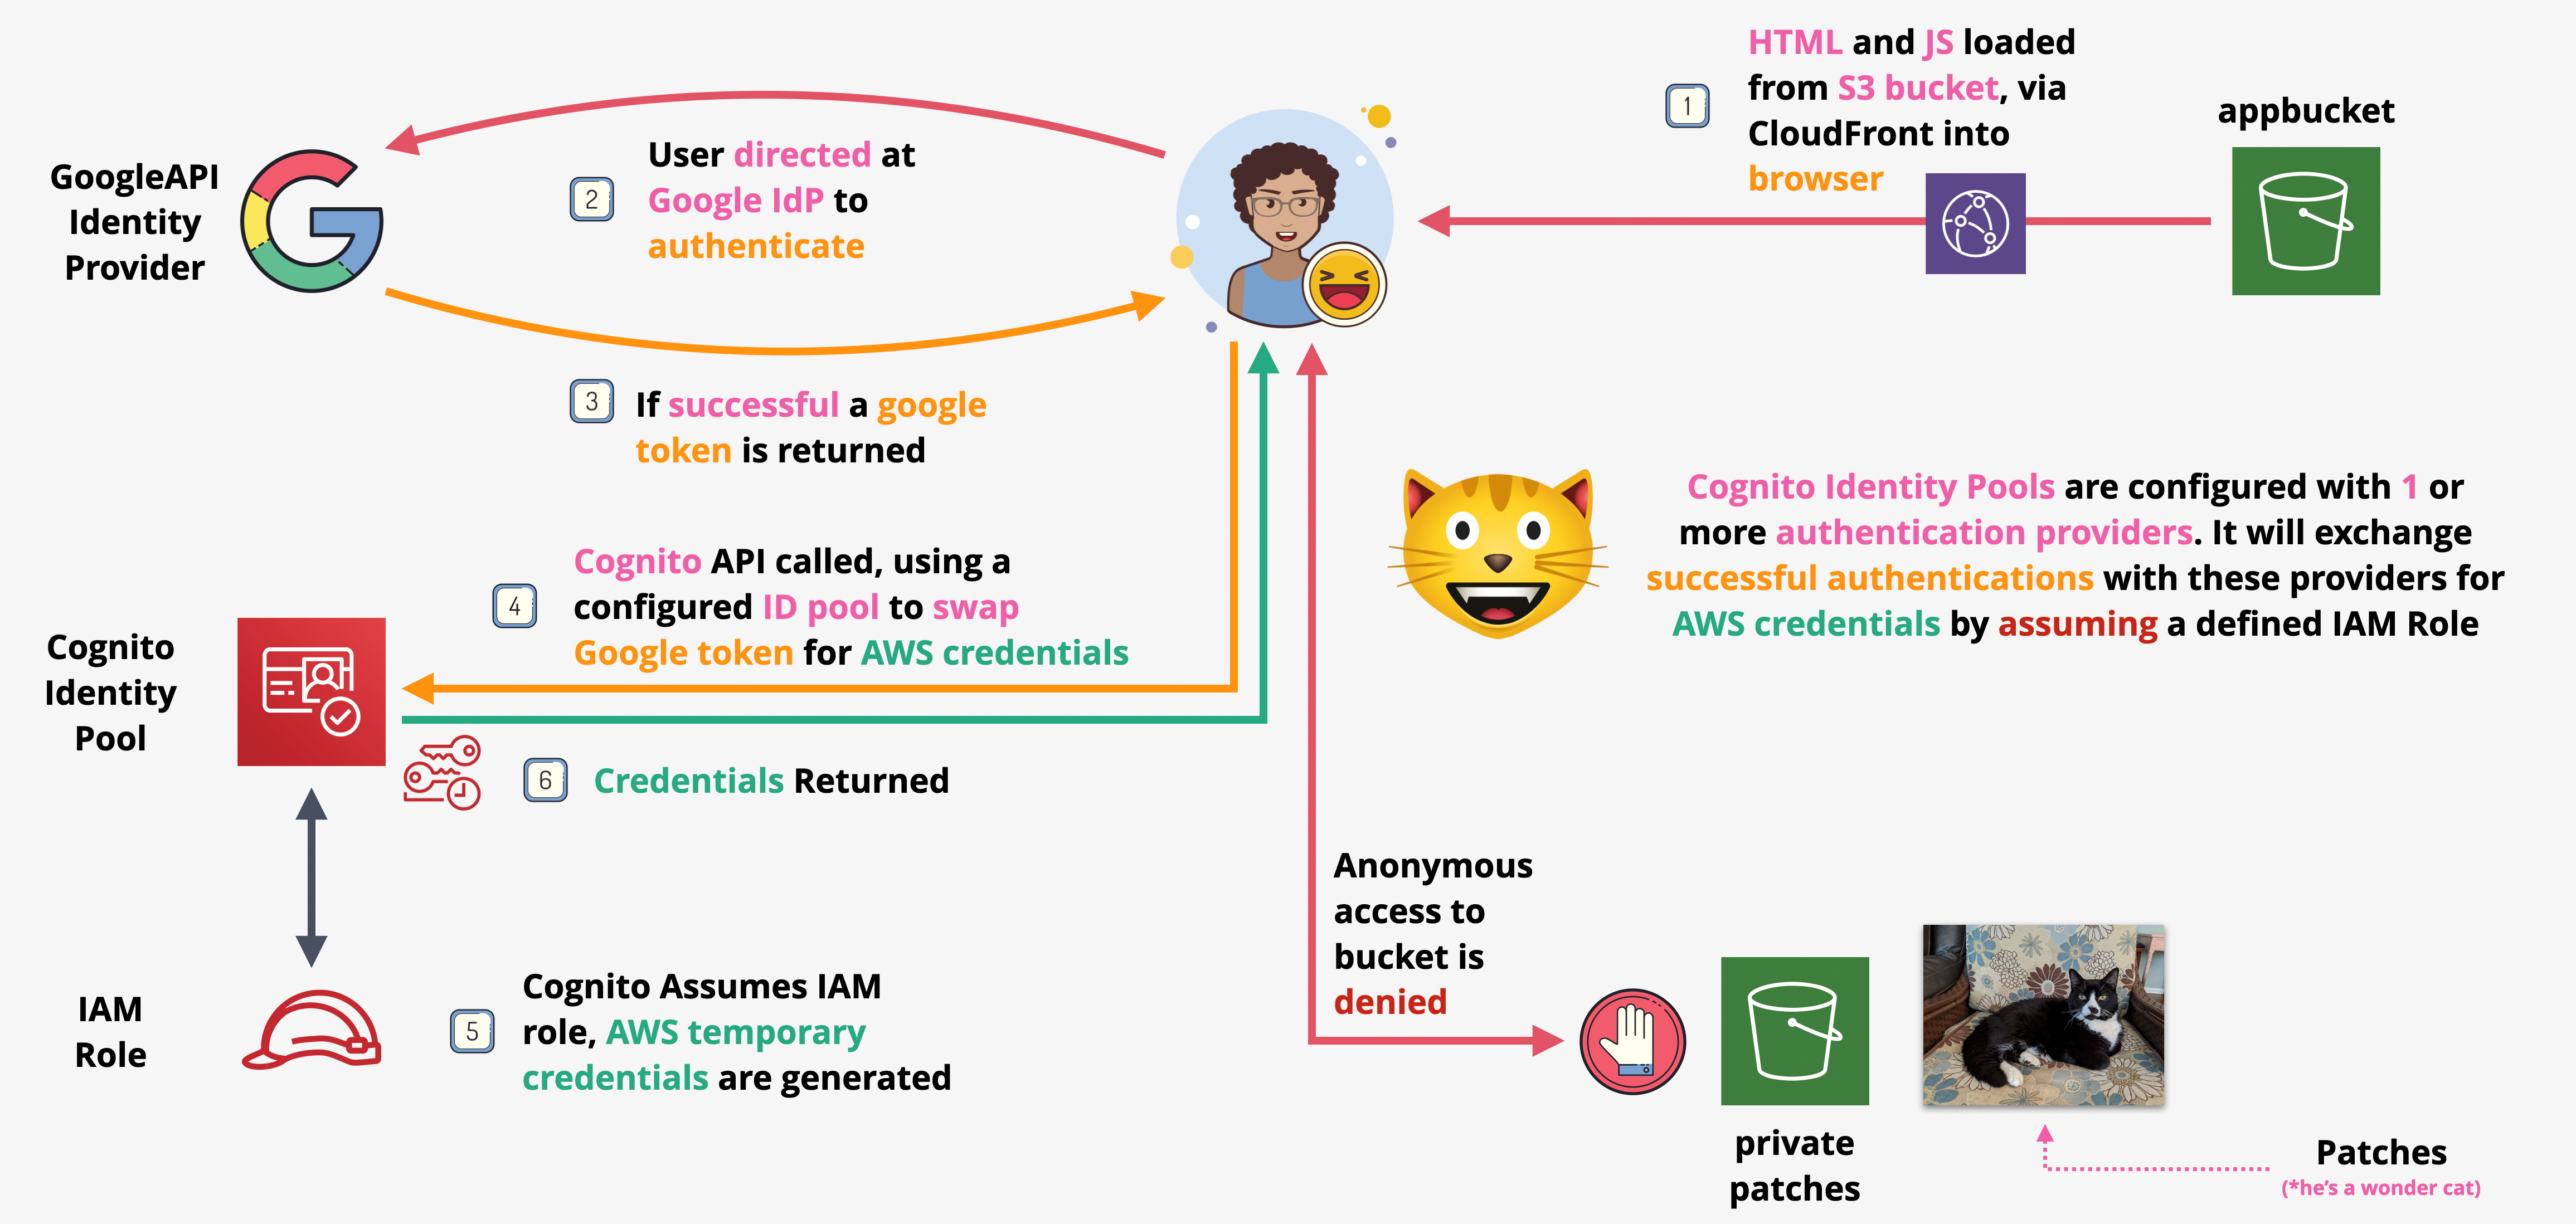 HTML and JS loaded
from S3 bucket, via
CloudFront into
browser
1
appbucket
GoogleAPI
Identity
Provider
2
User directed at
Google IdP to
authenticate
3
If successful a google
token is returned
Cognito Identity Pools are configured with 1 or
more authentication providers. It will exchange
successful authentications with these providers for
AWS credentials by assuming a defined IAM Role
4
Cognito API called, using a
configured ID pool to swap
Google token for AWS credentials
Cognito
Identity
Pool
6
Credentials Returned
Anonymous
access to
bucket is
denied
IAM
Role
5
Cognito Assumes IAM
role, AWS temporary
credentials are generated
private
patches
Patches
(*he's a wonder cat)